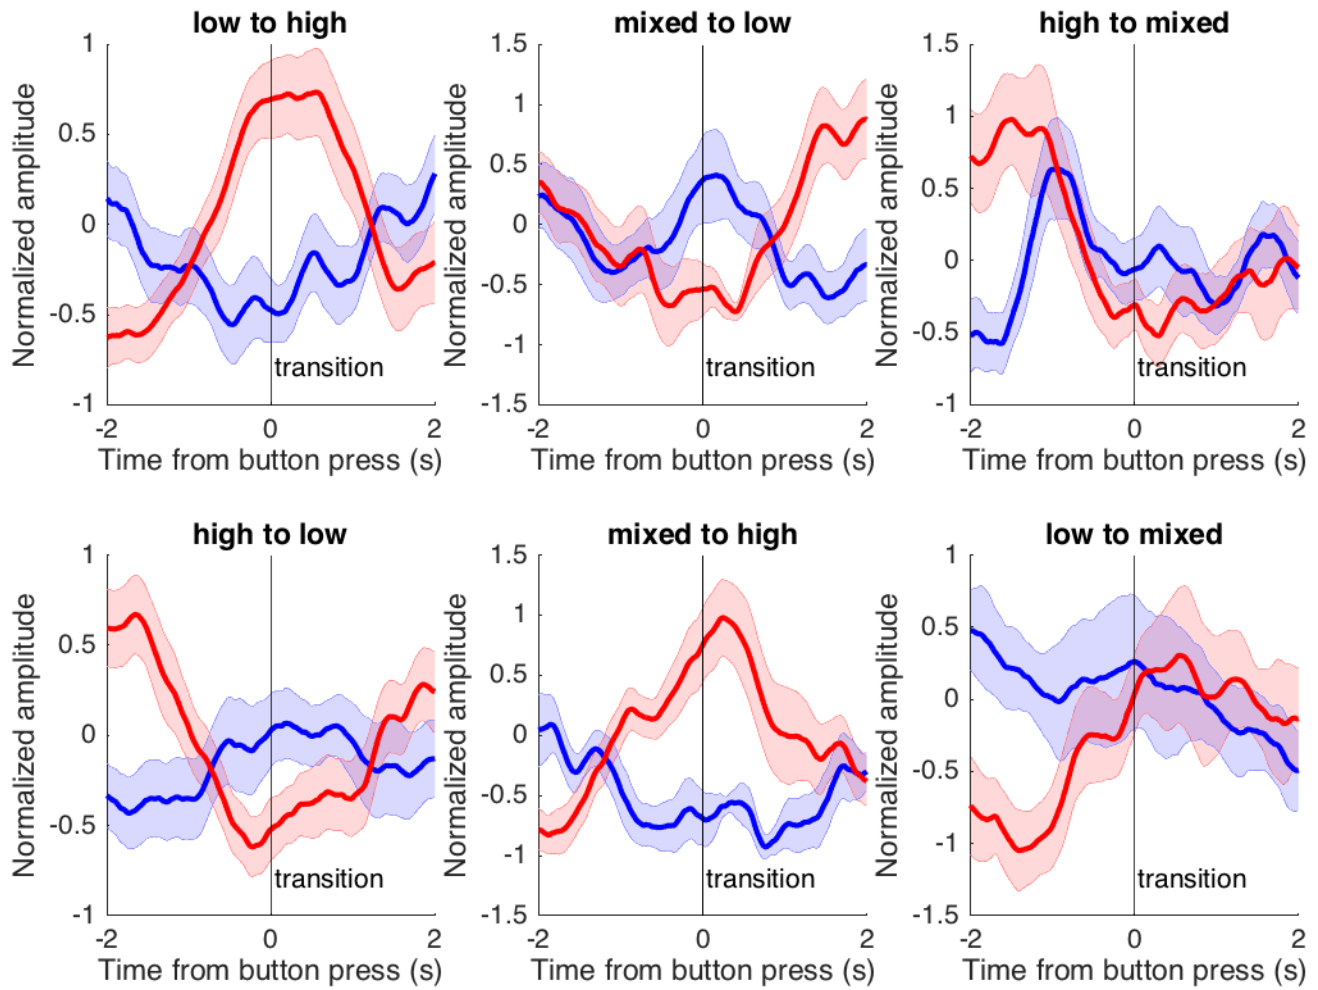 low to high
mixed to low
high to mixed
1
0.5
0
-0.5
-1
Normalized amplitude
transition
-2
0
2
Time from button press (s)
1.5
1
0.5
0
-0.5
-1
-1.5
Normalized amplitude
transition
-2
0
2
Time from button press (s)
1.5
1
0.5
0
-0.5
-1
Normalized amplitude
transition
-2
0
2
Time from button press (s)
high to low
mixed to high
low to mixed
1
0.5
0
-0.5
-1
Normalized amplitude
transition
-2
0
2
Time from button press (s)
1.5
1
0.5
0
-0.5
-1
-1.5
Normalized amplitude
transition
-2
0
2
Time from button press (s)
1
0.5
0
-0.5
-1
-1.5
Normalized amplitude
transition
-2
0
2
Time from button press (s)